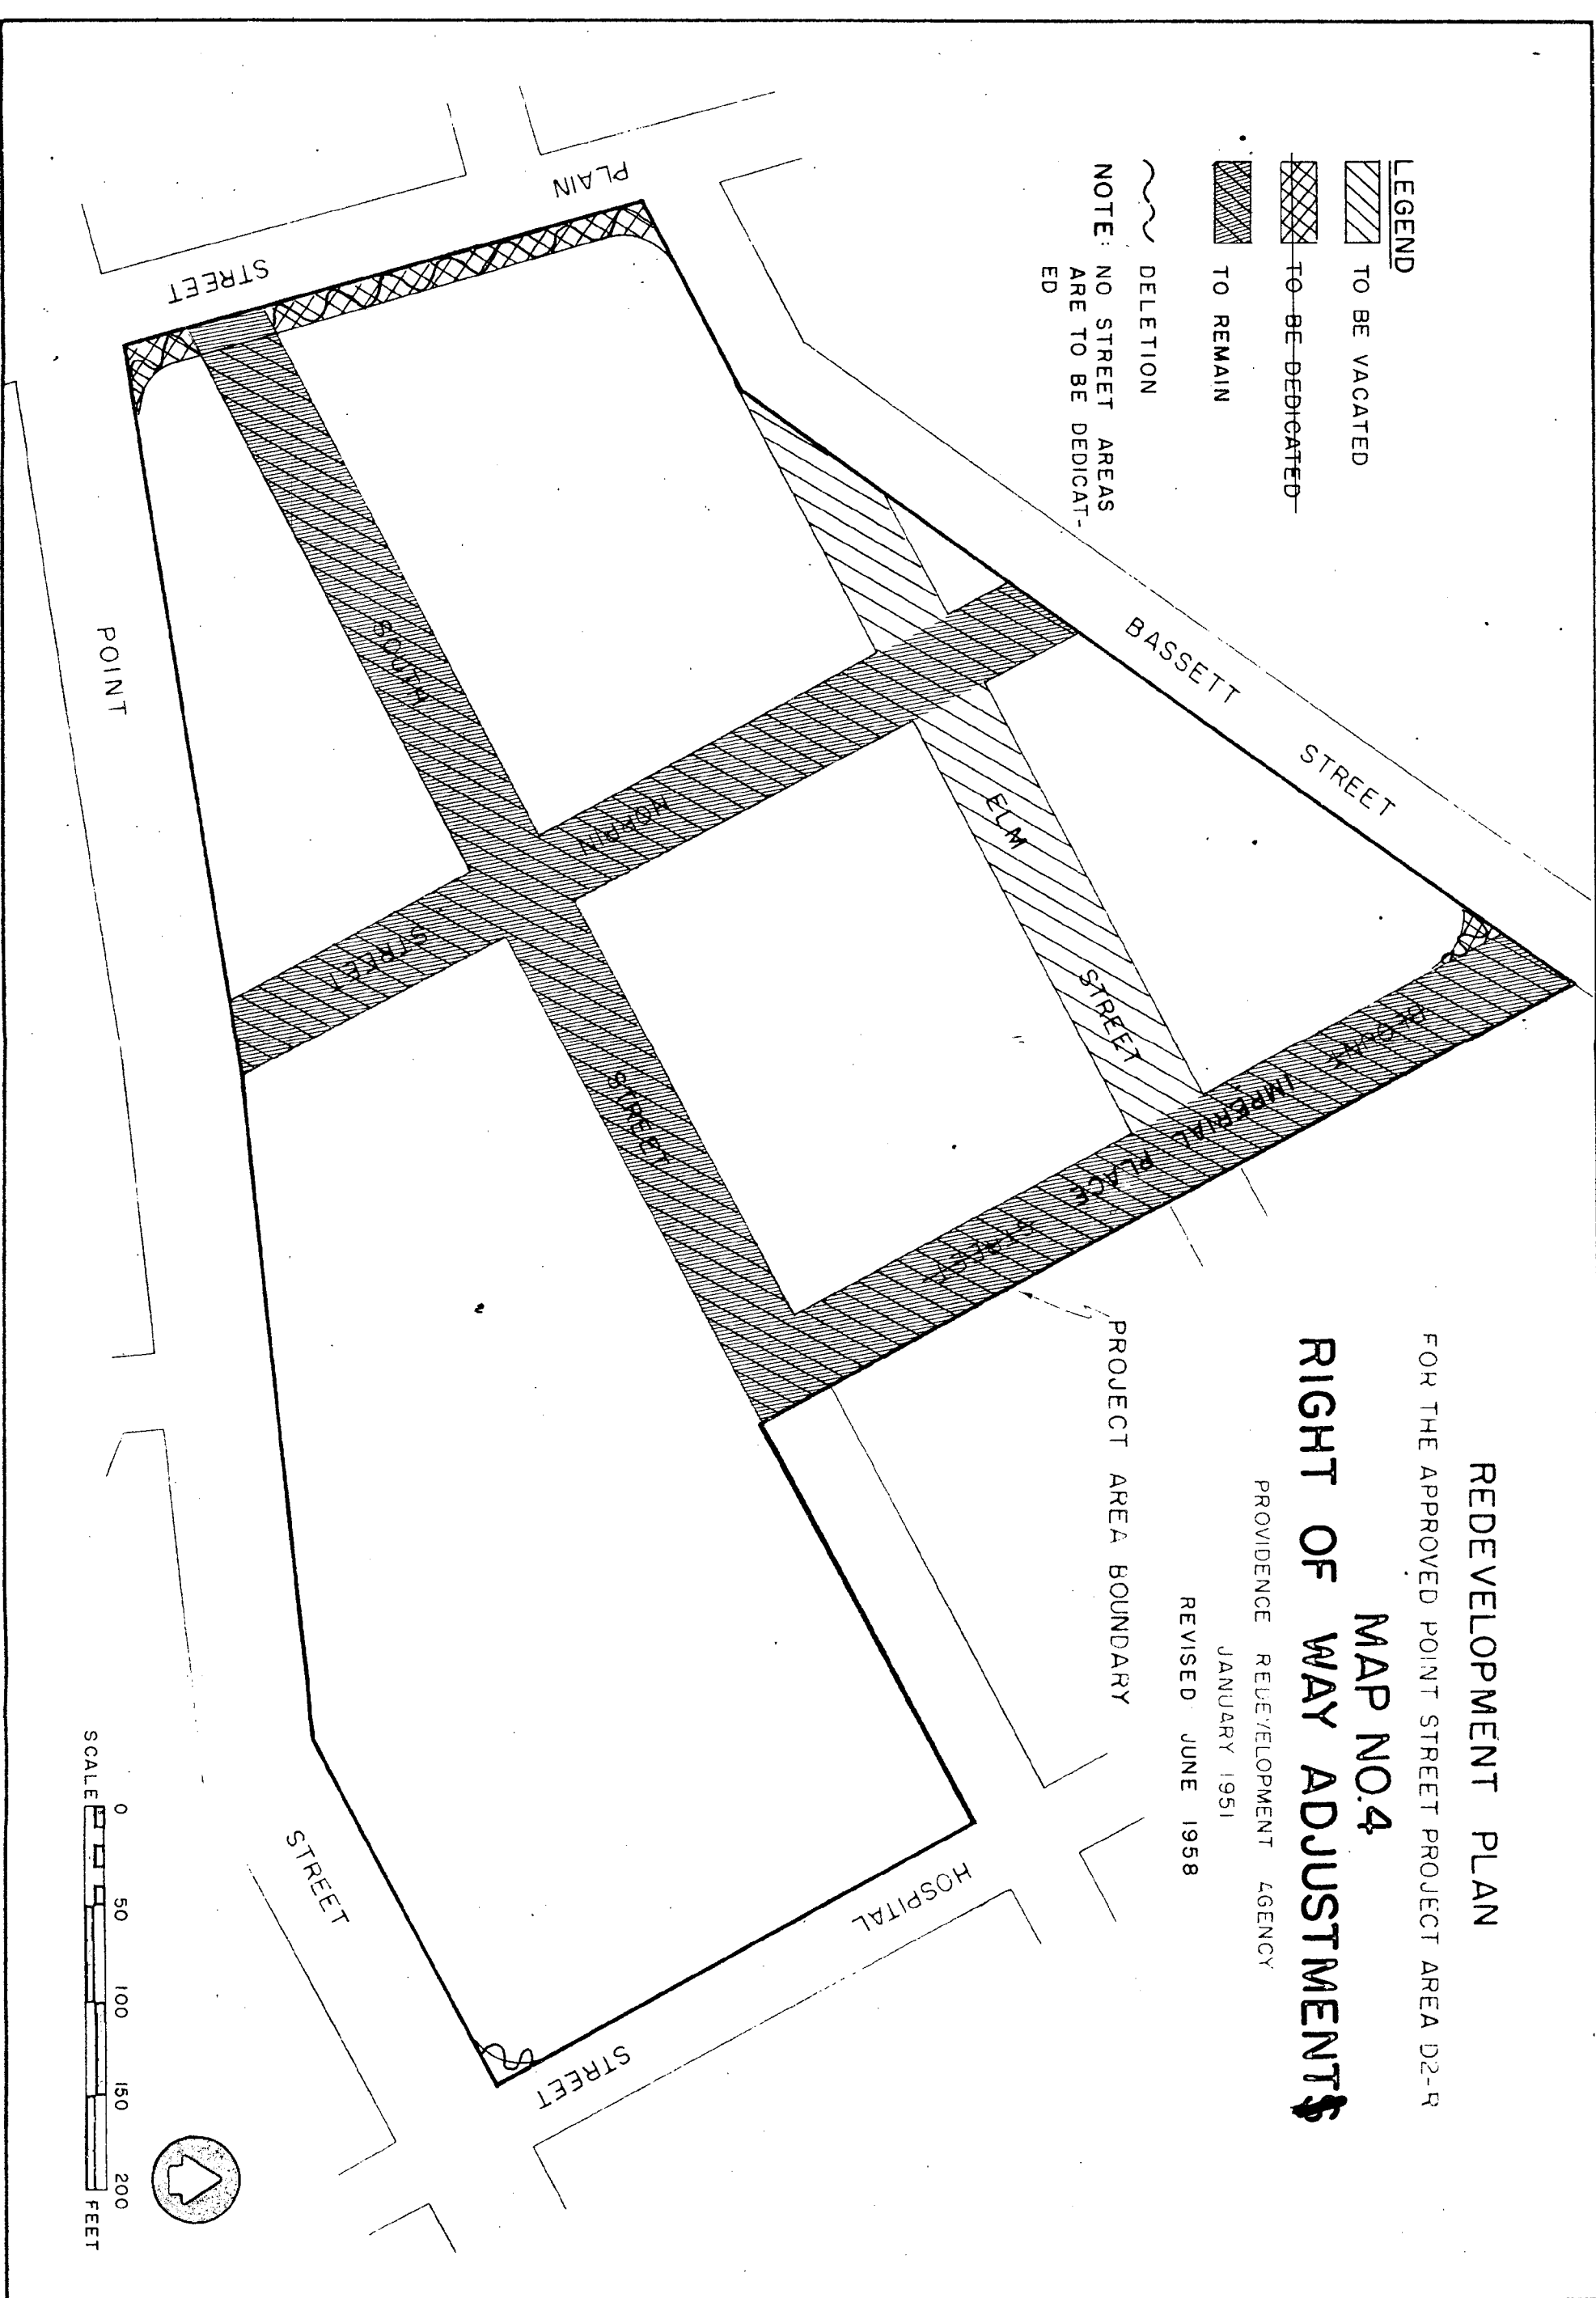 REDEVELOPMENT PLAN
FOR THE APPROVED POINT STREET PROJECT AREA D2-R
MAP NO.4
RIGHT OF WAY ADJUSTMENTS
PROVIDENCE REDEVELOPMENT AGENCY
JANUARY 1951
REVISED JUNE 1958
LEGEND
TO BE VACATED
TO BE DEDICATED
TO REMAIN
DELETION
NOTE: NO STREET AREAS
ARE TO BE DEDICAT-
ED
PROJECT AREA BOUNDARY
BASSETT STREET
PLAIN STREET
ELM STREET
SOUTH STREET
HOPPIN STREET
IMPERIAL PLACE
STREET
POINT STREET
HOSPITAL STREET
SCALE 0 50 100 150 200 FEET